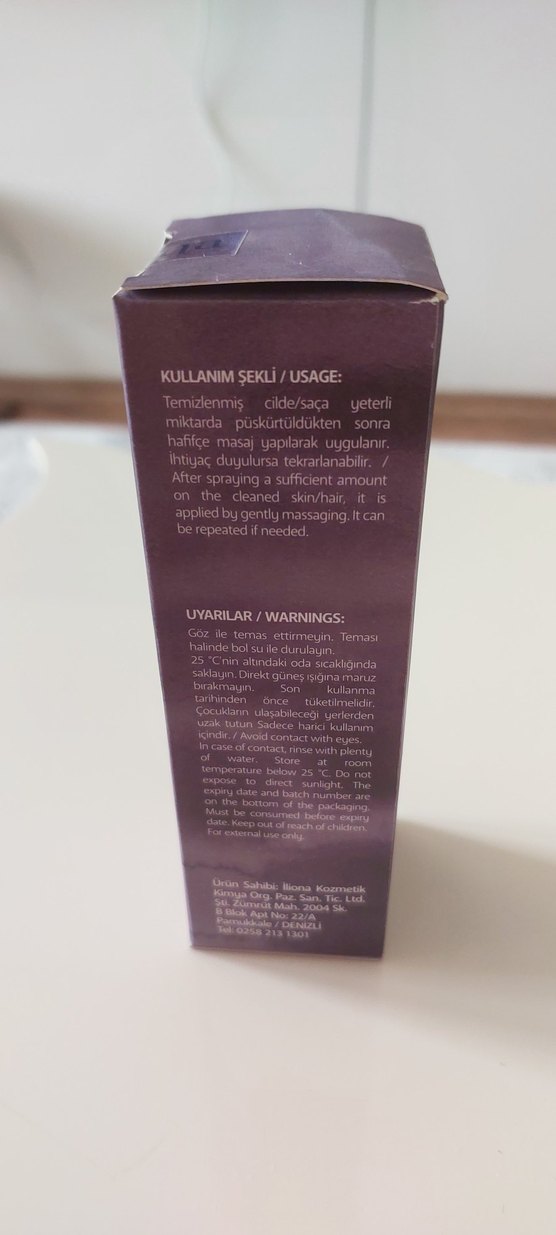 KULLANIM ŞEKLİ / USAGE:
Temizlenmiş cilde/saça yeterli
miktarda püskürtüldükten sonra
hafifçe masaj yapılarak uygulanır.
İhtiyaç duyulursa tekrarlanabilir. /
After spraying a sufficient amount
on the cleaned skin/hair, it is
applied by gently massaging. It can
be repeated if needed.
UYARILAR / WARNINGS:
Göz ile temas ettirmeyin. Teması
halinde bol su ile durulayın.
25 °C'nin altındaki oda sıcaklığında
saklayın. Direkt güneş ışığına maruz
bırakmayın. Son kullanma
tarihinden önce tüketilmelidir.
Çocukların ulaşabileceği yerlerden
uzak tutun Sadece harici kullanım
içindir. / Avoid contact with eyes.
In case of contact, rinse with plenty
of water. Store at room
temperature below 25 °C. Do not
expose to direct sunlight. The
expiry date and batch number are
on the bottom of the packaging.
Must be consumed before expiry
date. Keep out of reach of children.
For external use only.
Ürün Sahibi: İliona Kozmetik
Kimya Org. Paz. San. Tic. Ltd.
Şti. Zümrüt Mah. 2004 Sk.
B Blok Apt No: 22/A
Pamukkale / DENİZLİ
Tel: 0258 213 1301